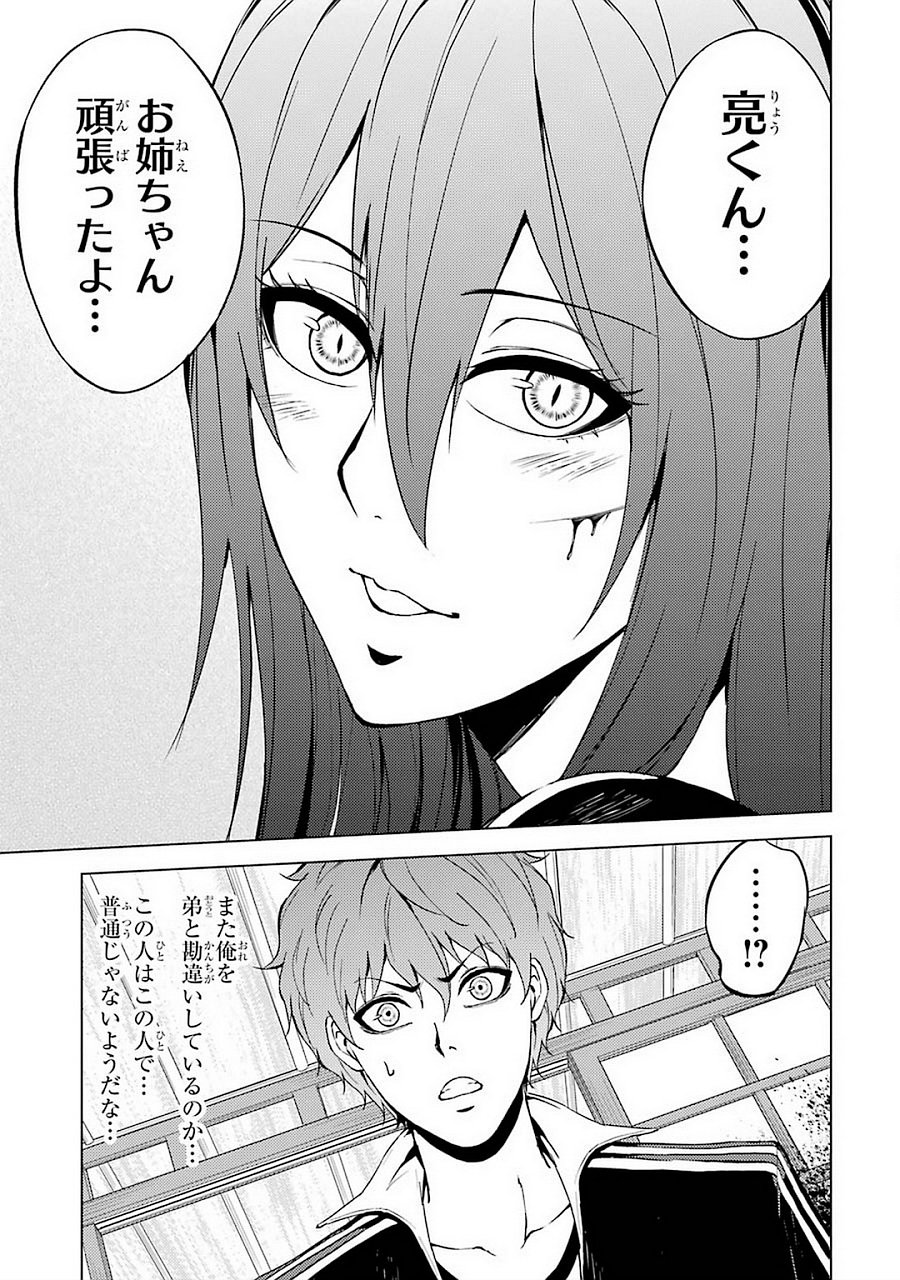 亮くん…
お姉ちゃん
頑張ったよ…
……!?
また俺を
弟と勘違いしているのか…
この人はこの人で…
普通じゃないようだな…